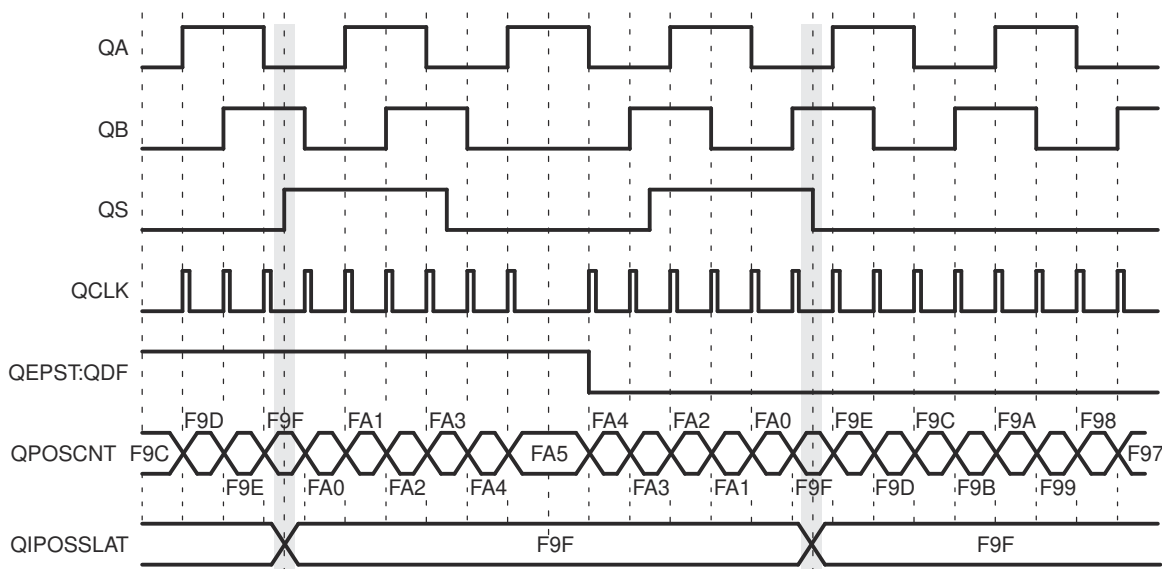 QA
QB
QS
QCLK
QEPST:QDF
F9D F9F FA1 FA3 FA4 FA2 FA0 F9E F9C F9A F98
QPOSCNT F9C FA5 F97
F9E FA0 FA2 FA4 FA3 FA1 F9F F9D F9B F99
QIPOSSLAT F9F F9F